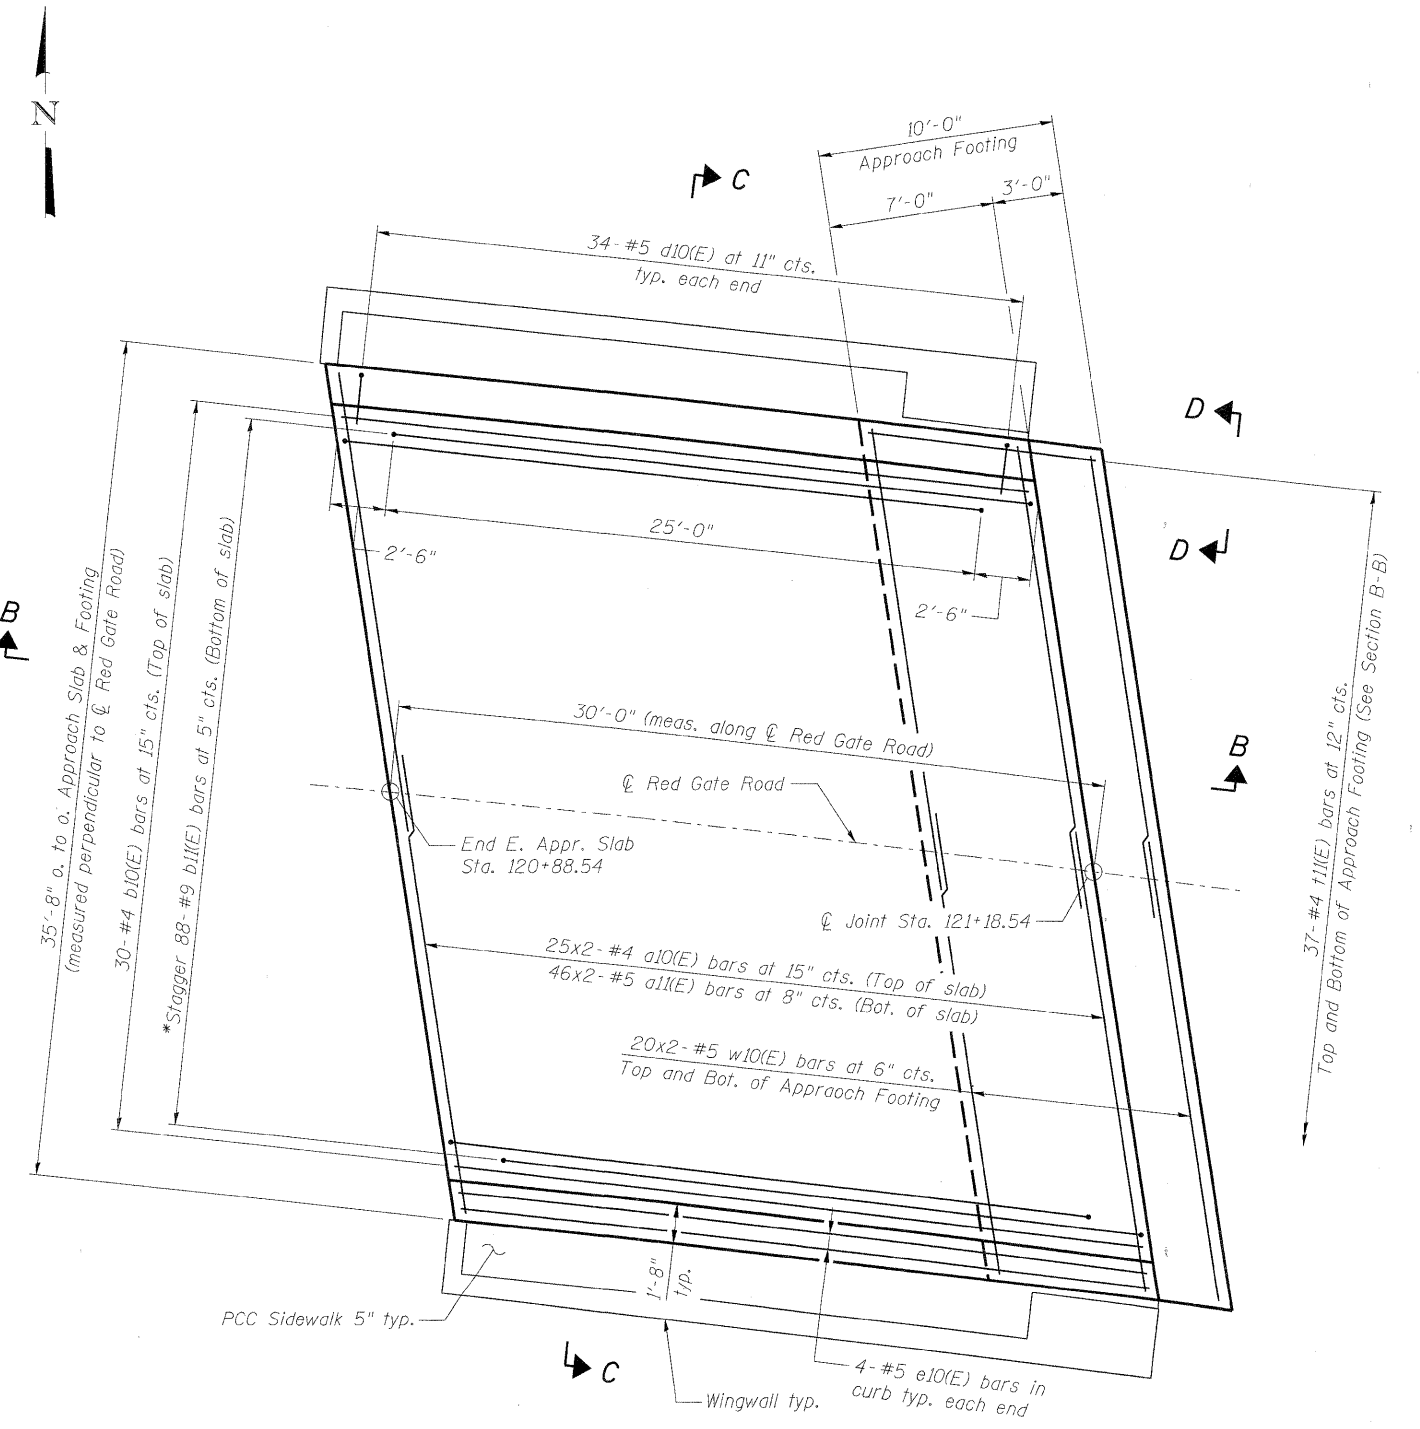 N
10'-0"
Approach Footing
7'-0"
3'-0"
C
34-#5 d10(E) at 11" cts.
typ. each end
D
25'-0"
2'-6"
D
2'-6"
B
35'-8" o. to o. Approach Slab & Footing
(measured perpendicular to ℄ Red Gate Road)
30-#4 b10(E) bars at 15" cts. (Top of slab)
*Stagger 88-#9 b11(E) bars at 5" cts. (Bottom of slab)
30'-0" (meas. along ℄ Red Gate Road)
℄ Red Gate Road
B
End E. Appr. Slab
Sta. 120+88.54
℄ Joint Sta. 121+18.54
25x2-#4 a10(E) bars at 15" cts. (Top of slab)
46x2-#5 a11(E) bars at 8" cts. (Bot. of slab)
20x2-#5 w10(E) bars at 6" cts.
Top and Bot. of Appraoch Footing
37-#4 t11(E) bars at 12" cts.
Top and Bottom of Approach Footing (See Section B-B)
1'-8"
typ.
PCC Sidewalk 5" typ.
C
Wingwall typ.
4-#5 e10(E) bars in
curb typ. each end